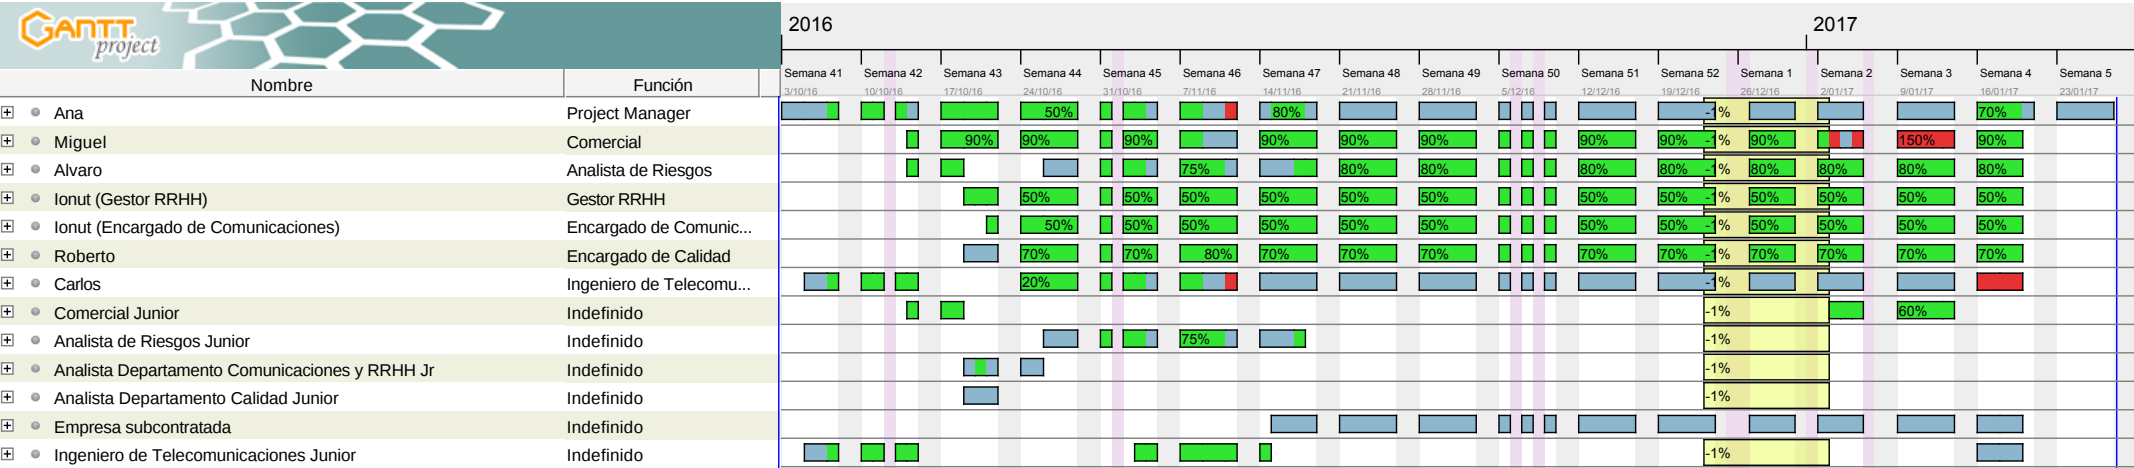 GANTT
project
2016 2017
Semana 41 Semana 42 Semana 43 Semana 44 Semana 45 Semana 46 Semana 47 Semana 48 Semana 49 Semana 50 Semana 51 Semana 52 Semana 1 Semana 2 Semana 3 Semana 4 Semana 5
Nombre Función
3/10/16 10/10/16 17/10/16 24/10/16 31/10/16 7/11/16 14/11/16 21/11/16 28/11/16 5/12/16 12/12/16 19/12/16 26/12/16 2/01/17 9/01/17 16/01/17 23/01/17
Ana Project Manager 50% 80% -1% 70%
Miguel Comercial 90% 90% 90% 90% 90% 90% 90% 90% -1% 90% 150% 90%
Alvaro Analista de Riesgos 75% 80% 80% 80% 80% -1% 80% 80% 80% 80%
Ionut (Gestor RRHH) Gestor RRHH 50% 50% 50% 50% 50% 50% 50% 50% -1% 50% 50% 50% 50%
Ionut (Encargado de Comunicaciones) Encargado de Comunic... 50% 50% 50% 50% 50% 50% 50% 50% -1% 50% 50% 50% 50%
Roberto Encargado de Calidad 70% 70% 80% 70% 70% 70% 70% 70% -1% 70% 70% 70% 70%
Carlos Ingeniero de Telecomu... 20% -1%
Comercial Junior Indefinido -1% 60%
Analista de Riesgos Junior Indefinido 75% -1%
Analista Departamento Comunicaciones y RRHH Jr Indefinido -1%
Analista Departamento Calidad Junior Indefinido -1%
Empresa subcontratada Indefinido
Ingeniero de Telecomunicaciones Junior Indefinido -1%